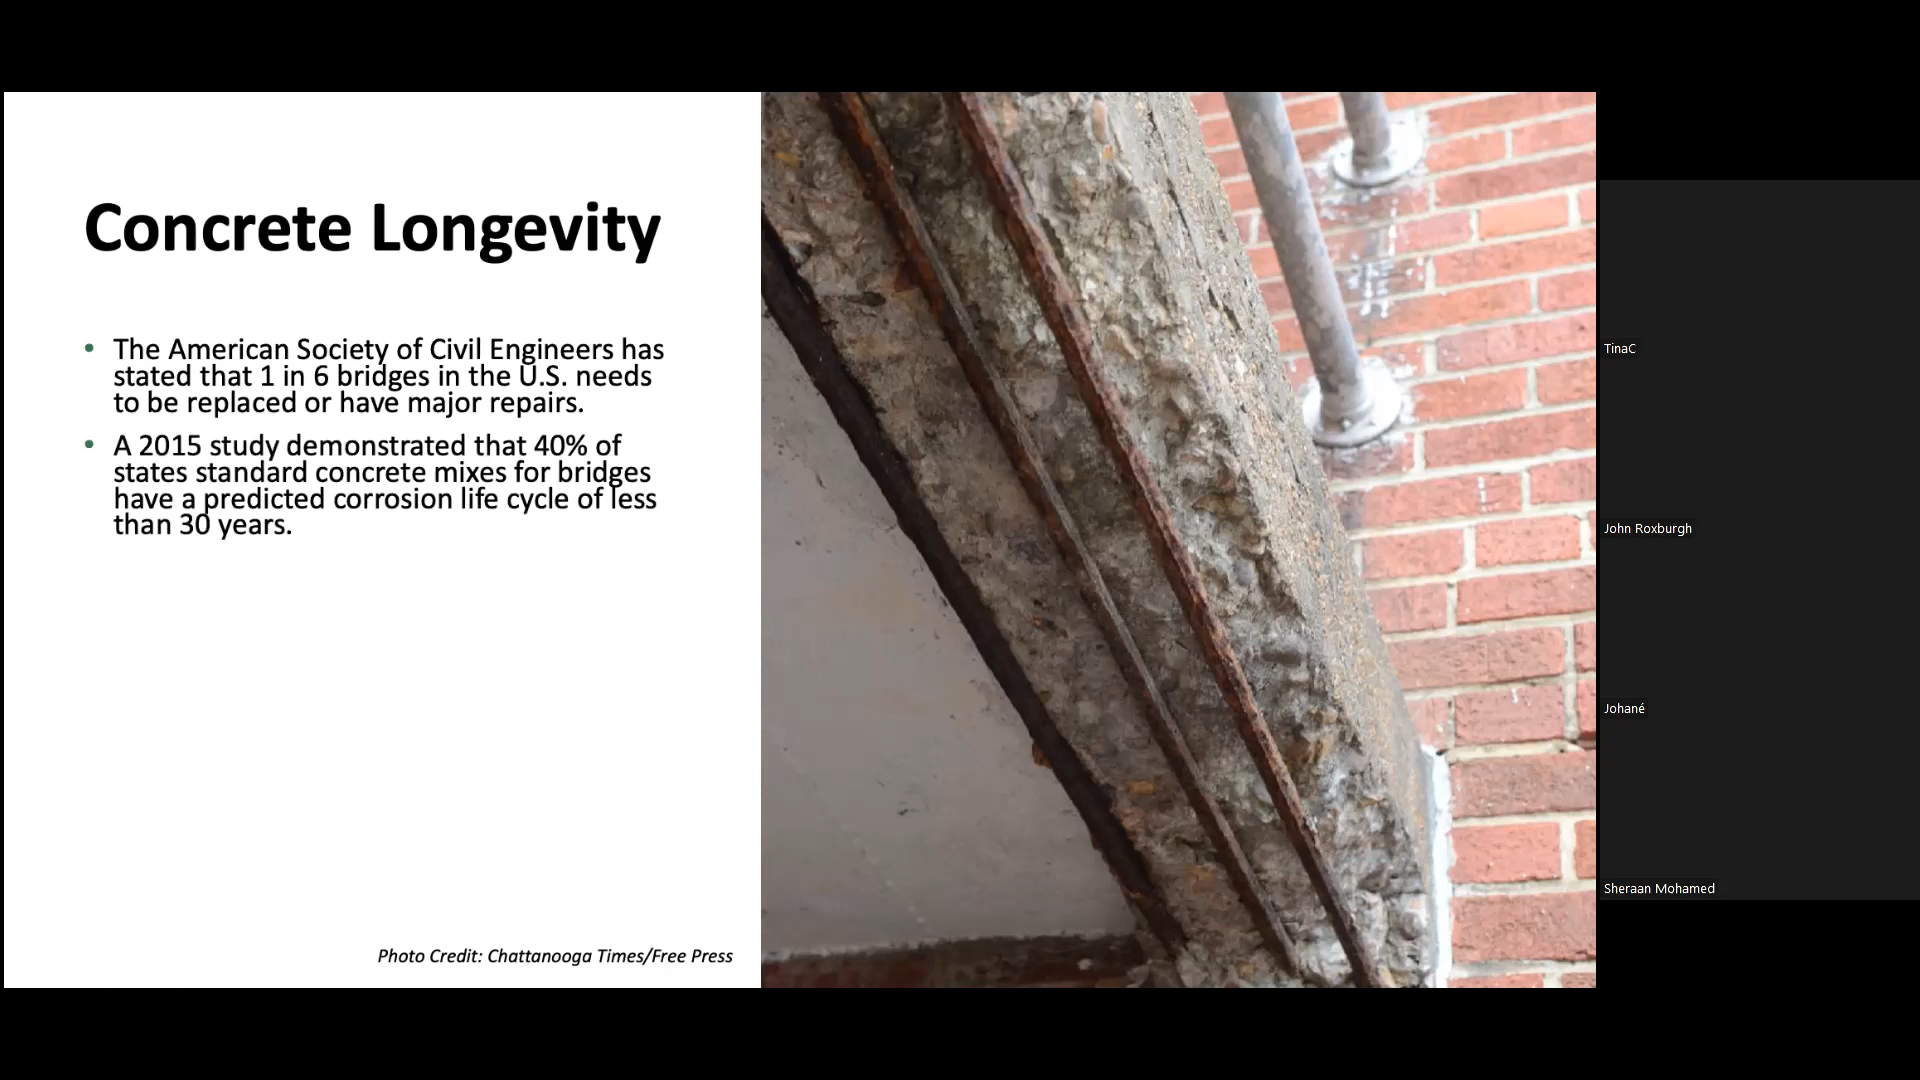 Concrete Longevity
• The American Society of Civil Engineers has
stated that 1 in 6 bridges in the U.S. needs
to be replaced or have major repairs.
• A 2015 study demonstrated that 40% of
states standard concrete mixes for bridges
have a predicted corrosion life cycle of less
than 30 years.
Photo Credit: Chattanooga Times/Free Press
TinaC
John Roxburgh
Johané
Sheraan Mohamed